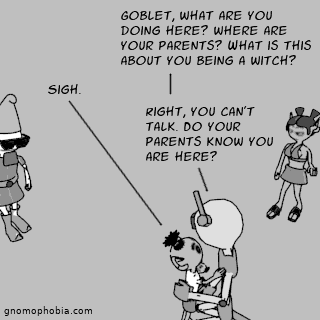 GOBLET, WHAT ARE YOU
DOING HERE? WHERE ARE
YOUR PARENTS? WHAT IS THIS
ABOUT YOU BEING A WITCH?
SIGH.
RIGHT, YOU CAN'T
TALK. DO YOUR
PARENTS KNOW YOU
ARE HERE?
gnomophobia.com